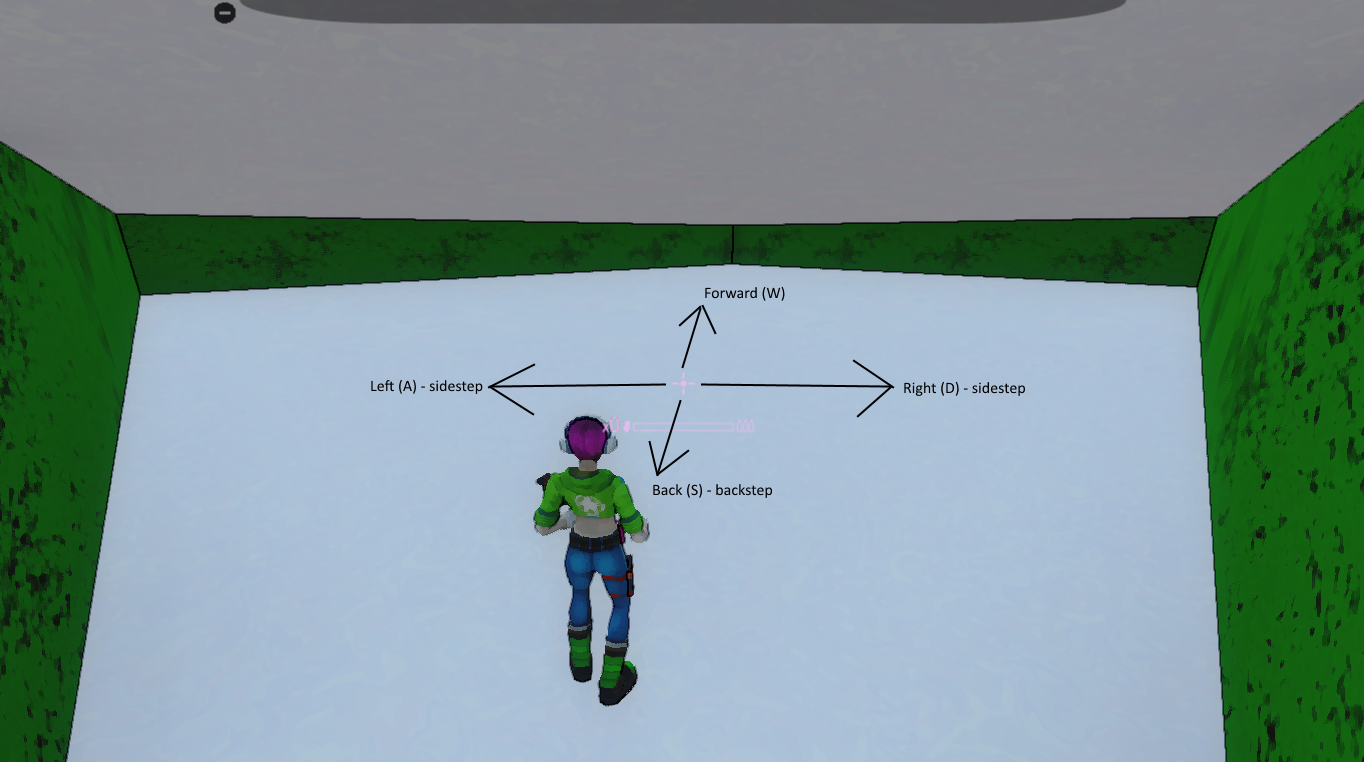 Forward (W)
Left (A) - sidestep
Right (D) - sidestep
Back (S) - backstep